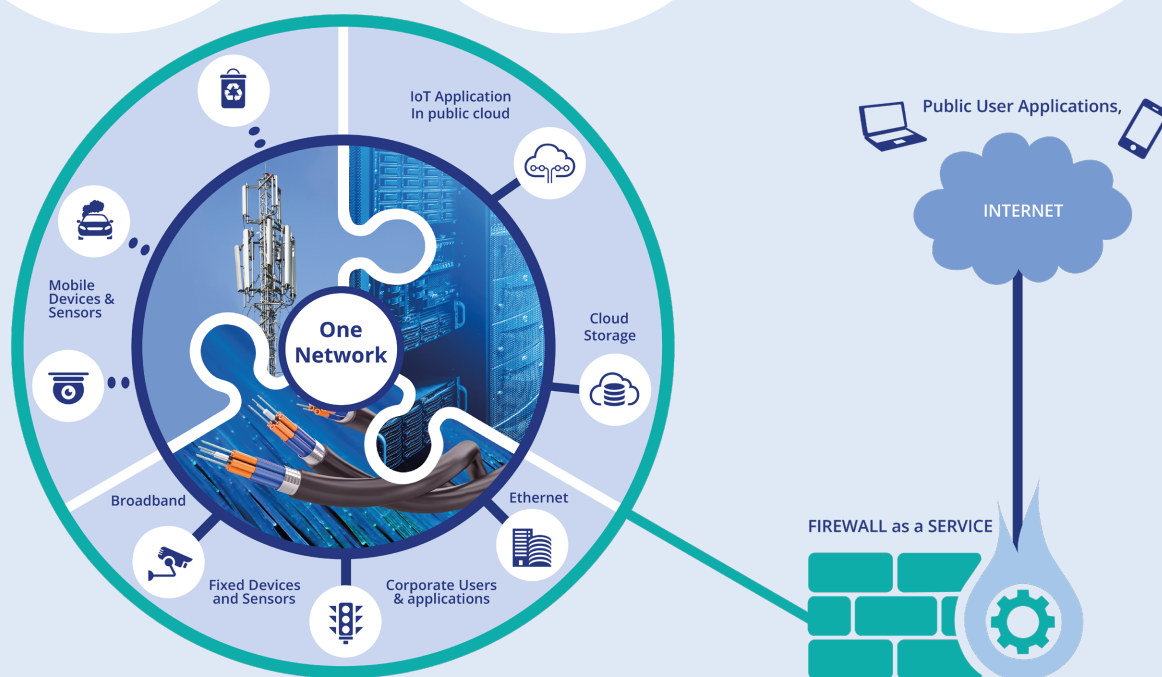 IoT Application
In public cloud
Public User Applications,
INTERNET
Mobile
Devices &
Sensors
One
Network
Cloud
Storage
Broadband
Ethernet
FIREWALL as a SERVICE
Fixed Devices
and Sensors
Corporate Users
& applications